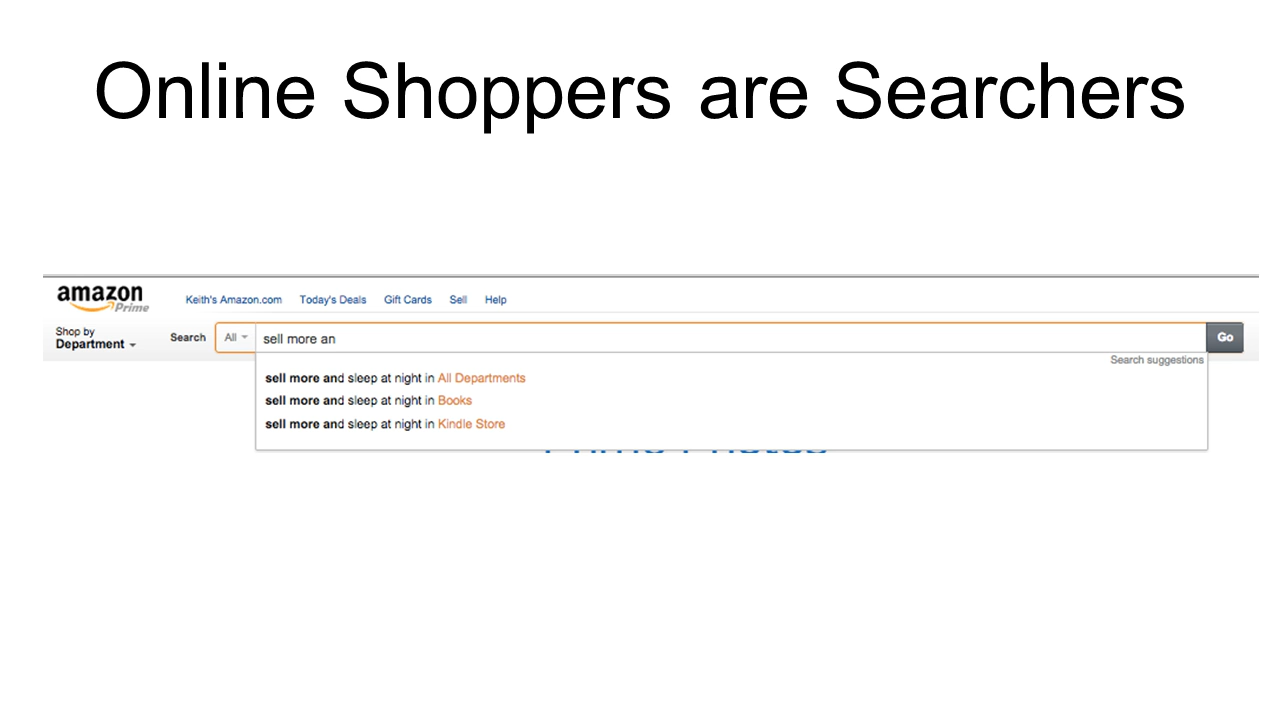 Online Shoppers are Searchers
amazon
Prime
Keith's Amazon.com Today's Deals Gift Cards Sell Help
Shop by
Department
Search All sell more an Go
Search suggestions
sell more and sleep at night in All Departments
sell more and sleep at night in Books
sell more and sleep at night in Kindle Store